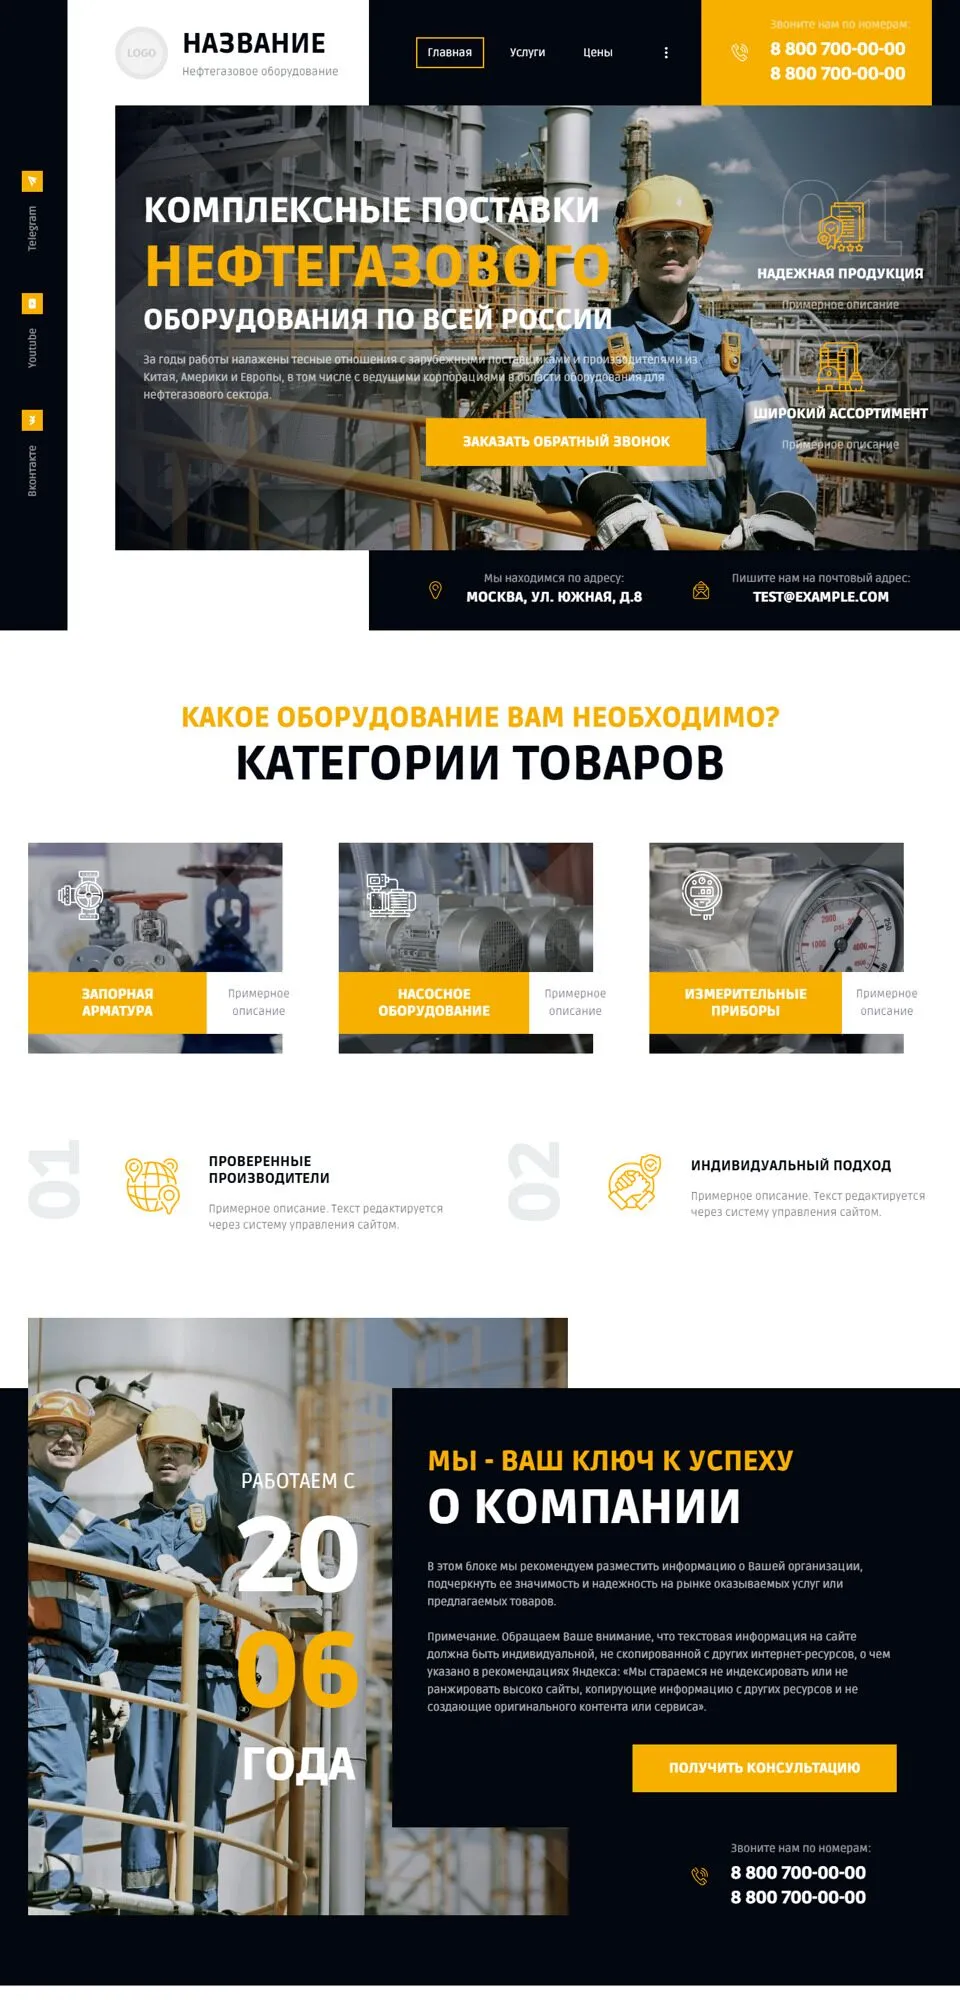 LOGO
НАЗВАНИЕ
Нефтегазовое оборудование
Главная
Услуги
Цены
Звоните нам по номерам:
8 800 700-00-00
8 800 700-00-00
Telegram
Youtube
Вконтакте
КОМПЛЕКСНЫЕ ПОСТАВКИ
НЕФТЕГАЗОВОГО
ОБОРУДОВАНИЯ ПО ВСЕЙ РОССИИ
За годы работы налажены тесные отношения с зарубежными поставщиками и производителями из
Китая, Америки и Европы, в том числе с ведущими корпорациями в области оборудования для
нефтегазового сектора.
ЗАКАЗАТЬ ОБРАТНЫЙ ЗВОНОК
01
НАДЕЖНАЯ ПРОДУКЦИЯ
Примерное описание
ШИРОКИЙ АССОРТИМЕНТ
Примерное описание
Мы находимся по адресу:
МОСКВА, УЛ. ЮЖНАЯ, Д.8
Пишите нам на почтовый адрес:
TEST@EXAMPLE.COM
КАКОЕ ОБОРУДОВАНИЕ ВАМ НЕОБХОДИМО?
КАТЕГОРИИ ТОВАРОВ
ЗАПОРНАЯ
АРМАТУРА
Примерное
описание
НАСОСНОЕ
ОБОРУДОВАНИЕ
Примерное
описание
2000
psi
1000
4000
ИЗМЕРИТЕЛЬНЫЕ
ПРИБОРЫ
Примерное
описание
01
ПРОВЕРЕННЫЕ
ПРОИЗВОДИТЕЛИ
Примерное описание. Текст редактируется
через систему управления сайтом.
02
ИНДИВИДУАЛЬНЫЙ ПОДХОД
Примерное описание. Текст редактируется
через систему управления сайтом.
РАБОТАЕМ С
20
06
ГОДА
МЫ - ВАШ КЛЮЧ К УСПЕХУ
О КОМПАНИИ
В этом блоке мы рекомендуем разместить информацию о Вашей организации,
подчеркнуть ее значимость и надежность на рынке оказываемых услуг или
предлагаемых товаров.
Примечание. Обращаем Ваше внимание, что текстовая информация на сайте
должна быть индивидуальной, не скопированной с других интернет-ресурсов, о чем
указано в рекомендациях Яндекса: «Мы стараемся не индексировать или не
ранжировать высоко сайты, копирующие информацию с других ресурсов и не
создающие оригинального контента или сервиса».
ПОЛУЧИТЬ КОНСУЛЬТАЦИЮ
Звоните нам по номерам:
8 800 700-00-00
8 800 700-00-00